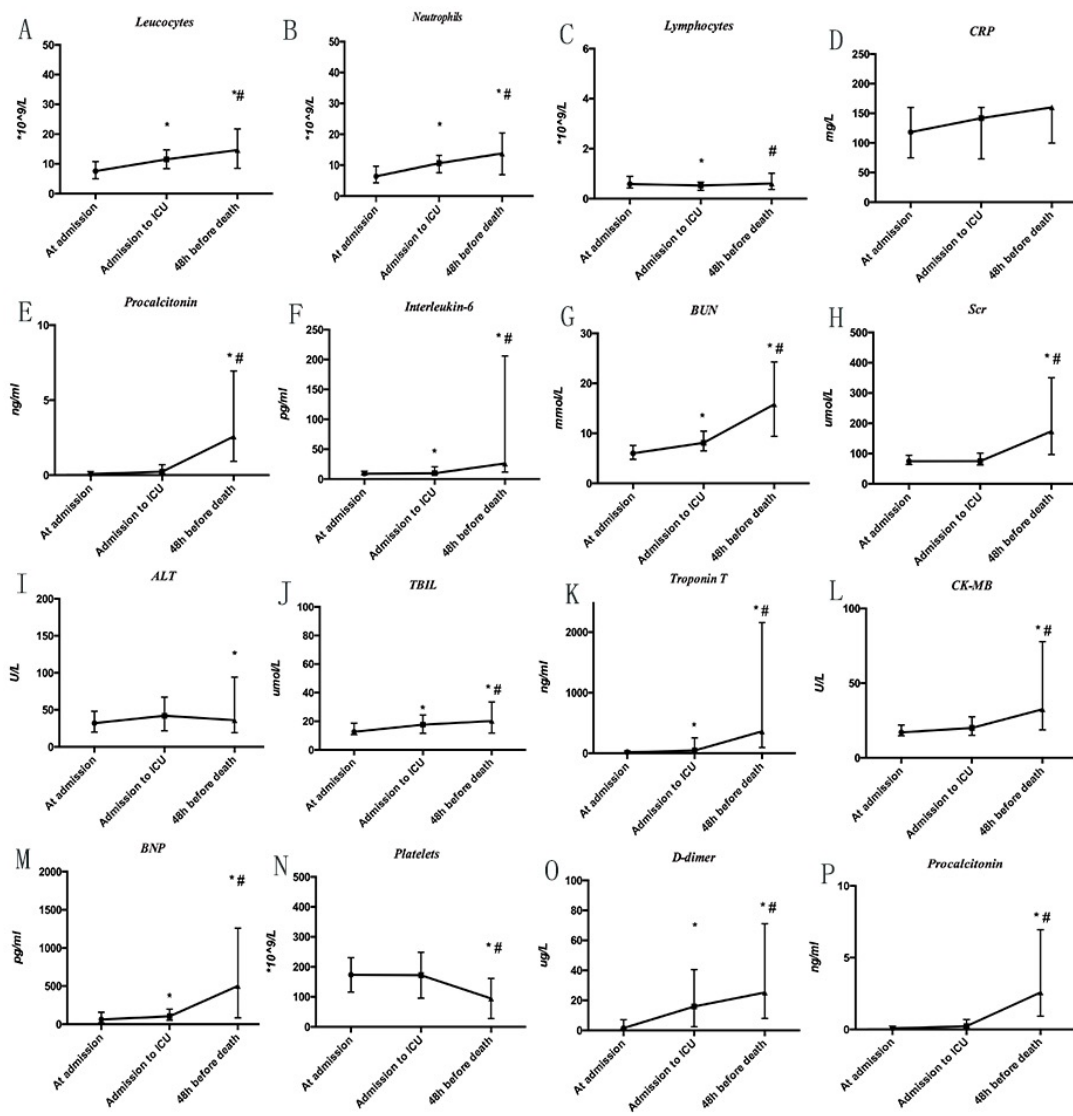 A
Leucocytes
*10^9/L
50
40
30
20
10
0
*
*#
At admission
Admission to ICU
48h before death
B
Neutrophils
*10^9/L
50
40
30
20
10
0
*
*#
At admission
Admission to ICU
48h before death
C
Lymphocytes
*10^9/L
6
4
2
0
*
#
At admission
Admission to ICU
48h before death
D
CRP
mg/L
250
200
150
100
50
0
At admission
Admission to ICU
48h before death
E
Procalcitonin
ng/ml
10
5
0
*#
At admission
Admission to ICU
48h before death
F
Interleukin-6
pg/ml
250
200
150
100
50
0
*
*#
At admission
Admission to ICU
48h before death
G
BUN
mmol/L
30
20
10
0
*
*#
At admission
Admission to ICU
48h before death
H
Scr
umol/L
500
400
300
200
100
0
*#
At admission
Admission to ICU
48h before death
I
ALT
U/L
200
150
100
50
0
*
At admission
Admission to ICU
48h before death
J
TBIL
umol/L
100
80
60
40
20
0
*
*#
At admission
Admission to ICU
48h before death
K
Troponin T
ng/ml
2000
1000
0
*
*#
At admission
Admission to ICU
48h before death
L
CK-MB
U/L
100
50
0
*#
At admission
Admission to ICU
48h before death
M
BNP
pg/ml
2000
1500
1000
500
0
*
*#
At admission
Admission to ICU
48h before death
N
Platelets
*10^9/L
500
400
300
200
100
0
*#
At admission
Admission to ICU
48h before death
O
D-dimer
ug/L
100
80
60
40
20
0
*
*#
At admission
Admission to ICU
48h before death
P
Procalcitonin
ng/ml
10
5
0
*#
At admission
Admission to ICU
48h before death